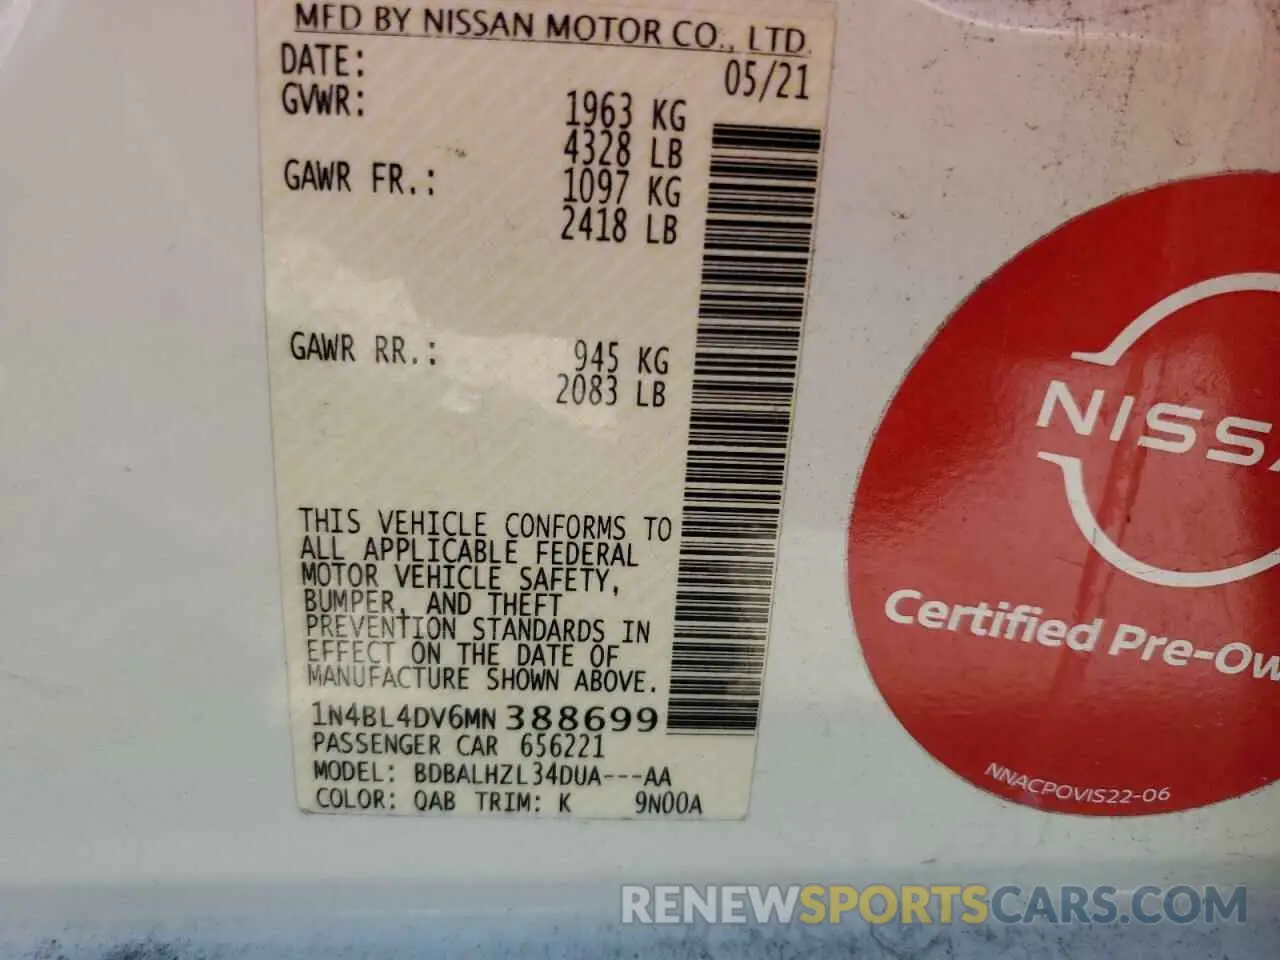 MFD BY NISSAN MOTOR CO., LTD.
DATE: 05/21
GVWR: 1963 KG
4328 LB
GAWR FR.: 1097 KG
2418 LB
GAWR RR.: 945 KG
2083 LB
THIS VEHICLE CONFORMS TO
ALL APPLICABLE FEDERAL
MOTOR VEHICLE SAFETY,
BUMPER, AND THEFT
PREVENTION STANDARDS IN
EFFECT ON THE DATE OF
MANUFACTURE SHOWN ABOVE.
1N4BL4DV6MN388699
PASSENGER CAR 656221
MODEL: BDBALHZL34DUA---AA
COLOR: QAB TRIM: K 9N00A
NISSA
Certified Pre-Ow
NNACPOVIS22-06
RENEWSPORTSCARS.COM